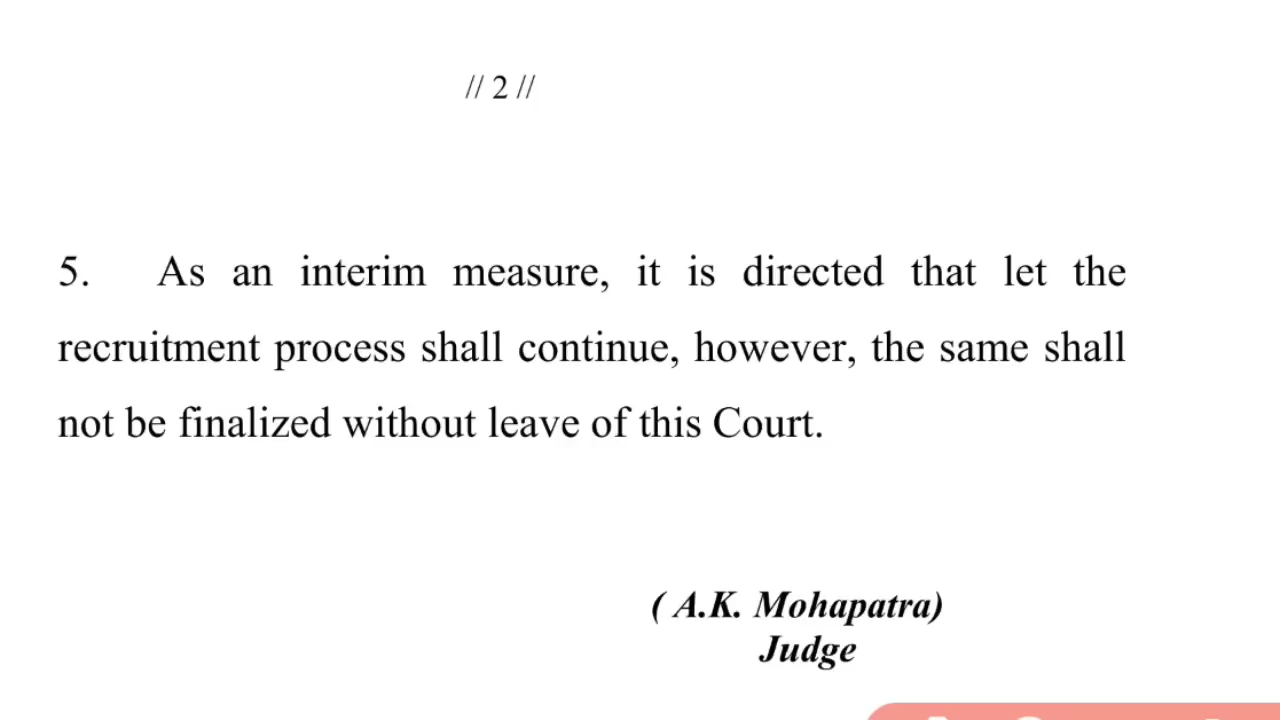 // 2 //
5. As an interim measure, it is directed that let the
recruitment process shall continue, however, the same shall
not be finalized without leave of this Court.
( A.K. Mohapatra)
Judge